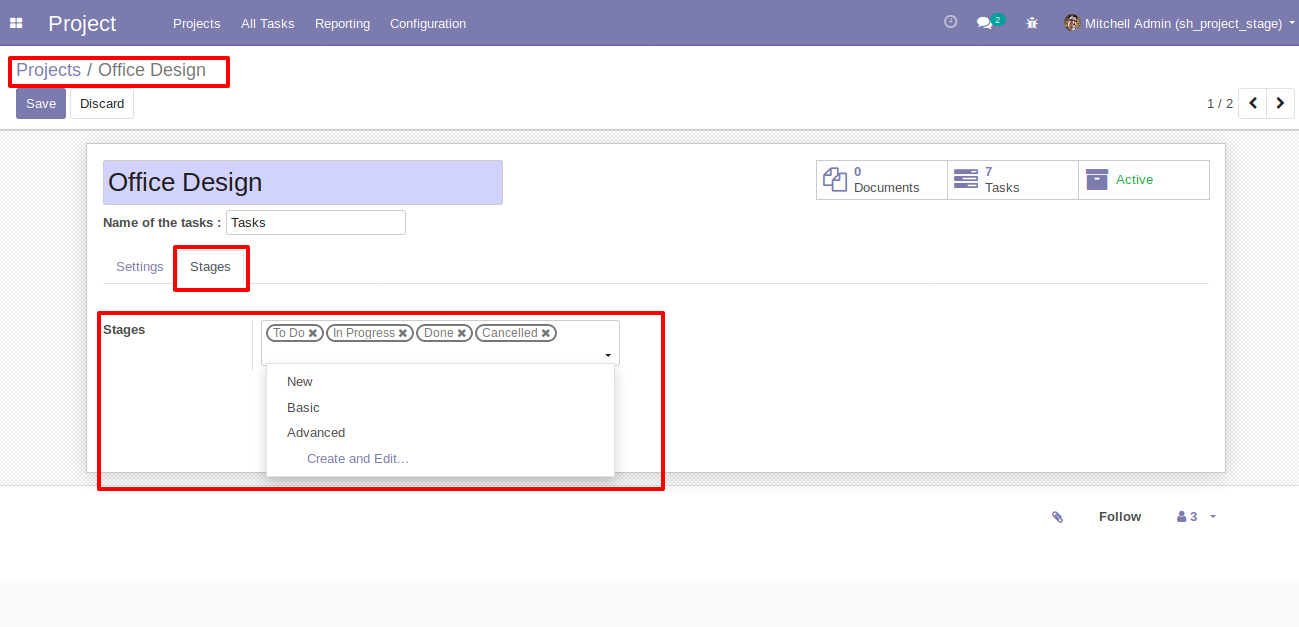 Project Projects All Tasks Reporting Configuration 2 Mitchell Admin (sh_project_stage)
Projects / Office Design
Save Discard 1 / 2
Office Design
0 Documents
7 Tasks
Active
Name of the tasks : Tasks
Settings Stages
Stages To Do In Progress Done Cancelled
New
Basic
Advanced
Create and Edit...
Follow 3